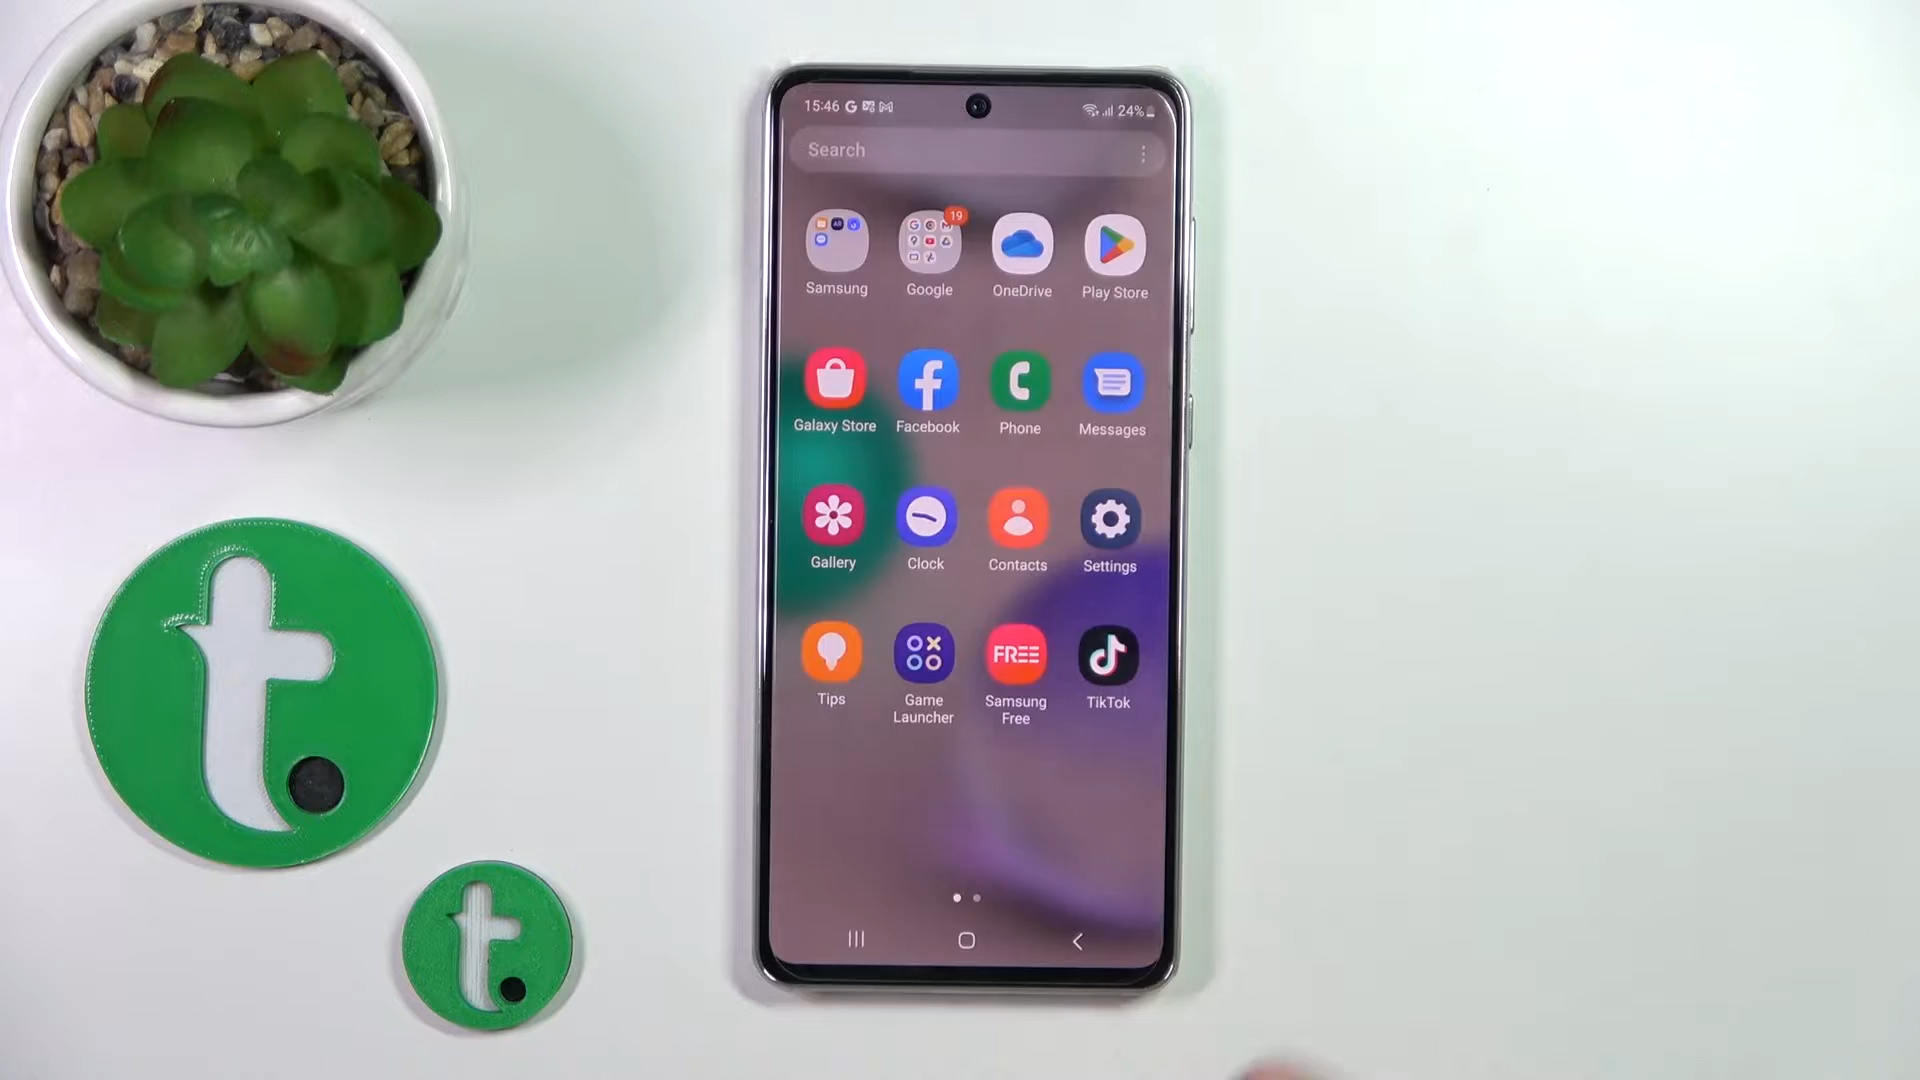 15:46
24%
Search
19
Samsung
Google
OneDrive
Play Store
Galaxy Store
Facebook
Phone
Messages
Gallery
Clock
Contacts
Settings
FREE
Tips
Game
Launcher
Samsung
Free
TikTok
t.
t.